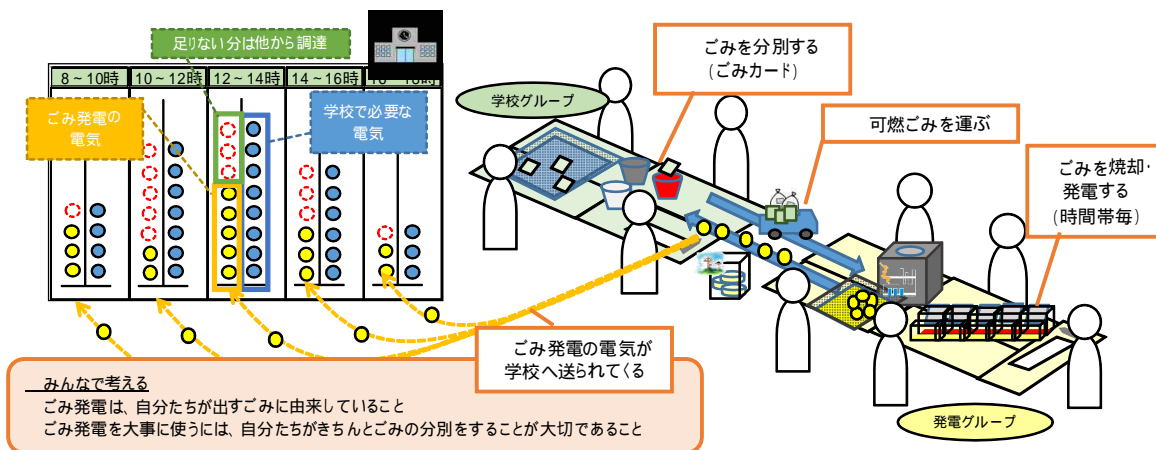 足りない分は他から調達
8～10時
10～12時
12～14時
14～16時
16～18時
ごみ発電の
電気
学校で必要な
電気
ごみを分別する
(ごみカード)
学校グループ
可燃ごみを運ぶ
ごみを焼却・
発電する
(時間帯毎)
ごみ発電の電気が
学校へ送られてくる
みんなで考える
ごみ発電は、自分たちが出すごみに由来していること
ごみ発電を大事に使うには、自分たちがきちんとごみの分別をすることが大切であること
発電グループ